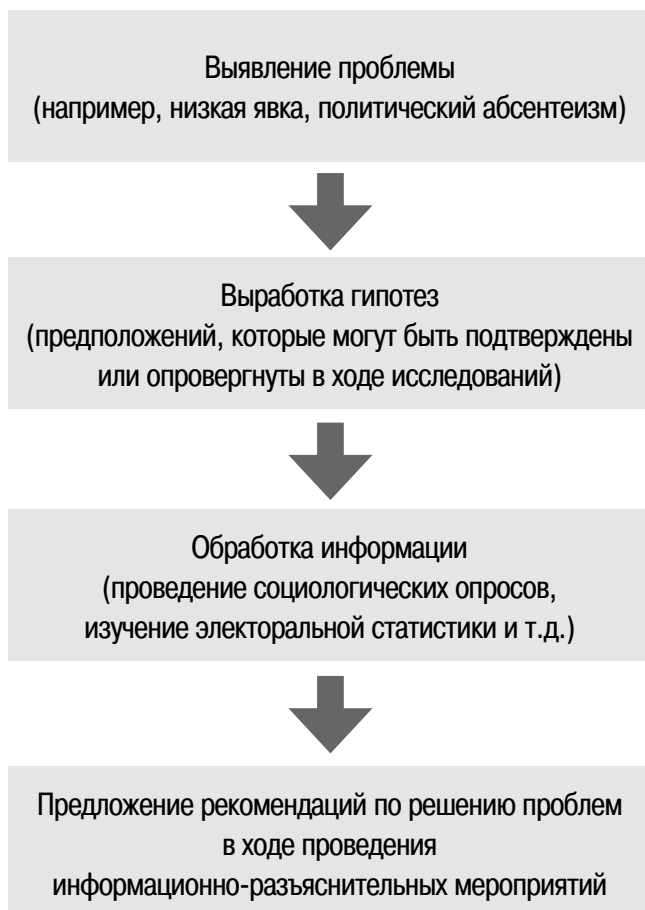 Выявление проблемы
(например, низкая явка, политический абсентеизм)
Выработка гипотез
(предположений, которые могут быть подтверждены
или опровергнуты в ходе исследований)
Обработка информации
(проведение социологических опросов,
изучение электоральной статистики и т.д.)
Предложение рекомендаций по решению проблем
в ходе проведения
информационно-разъяснительных мероприятий